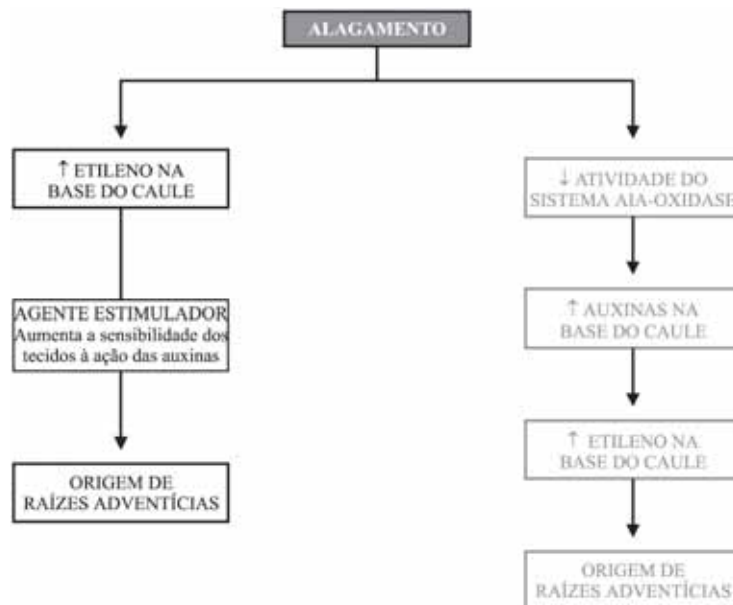 ALAGAMENTO
↑ ETILENO NA
BASE DO CAULE
AGENTE ESTIMULADOR
Aumenta a sensibilidade dos
tecidos à ação das auxinas
ORIGEM DE
RAÍZES ADVENTÍCIAS
↓ ATIVIDADE DO
SISTEMA AIA-OXIDASE
↑ AUXINAS NA
BASE DO CAULE
↑ ETILENO NA
BASE DO CAULE
ORIGEM DE
RAÍZES ADVENTÍCIAS